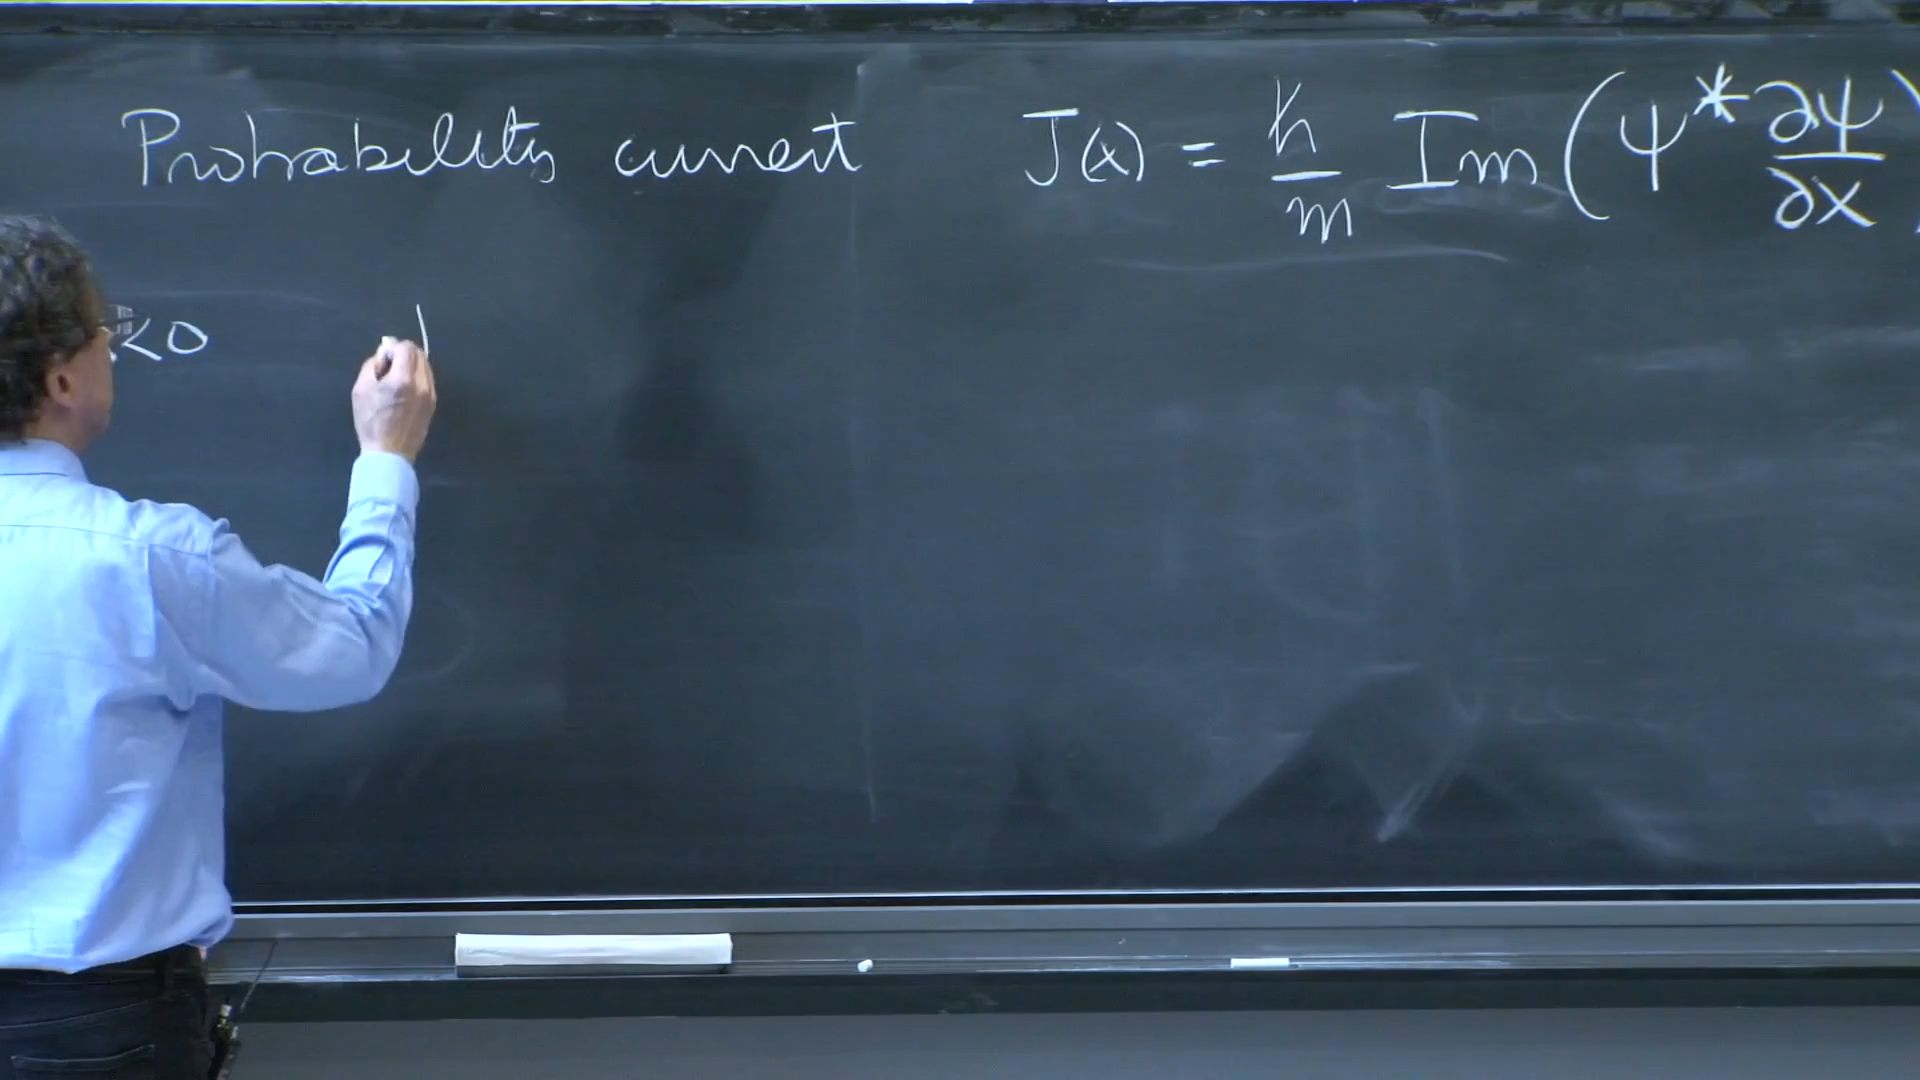 Probability current J(x) = ħ/m Im(ψ* ∂ψ/∂x)
<0